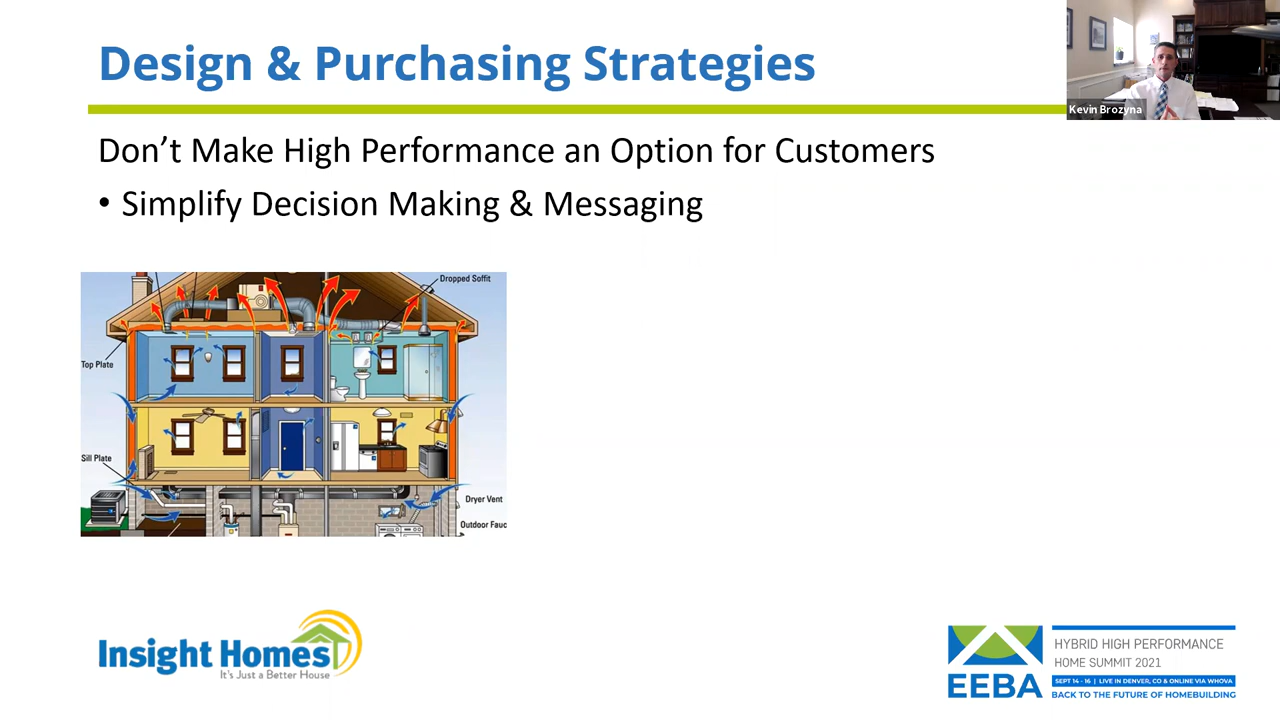 Design & Purchasing Strategies
Kevin Brozyna
Don't Make High Performance an Option for Customers
• Simplify Decision Making & Messaging
Dropped Soffit
Top Plate
Sill Plate
Dryer Vent
Outdoor Fauc
Insight Homes
It's Just a Better House
HYBRID HIGH PERFORMANCE
HOME SUMMIT 2021
SEPT 14 - 16 | LIVE IN DENVER, CO & ONLINE VIA WHOVA
EEBA
BACK TO THE FUTURE OF HOMEBUILDING